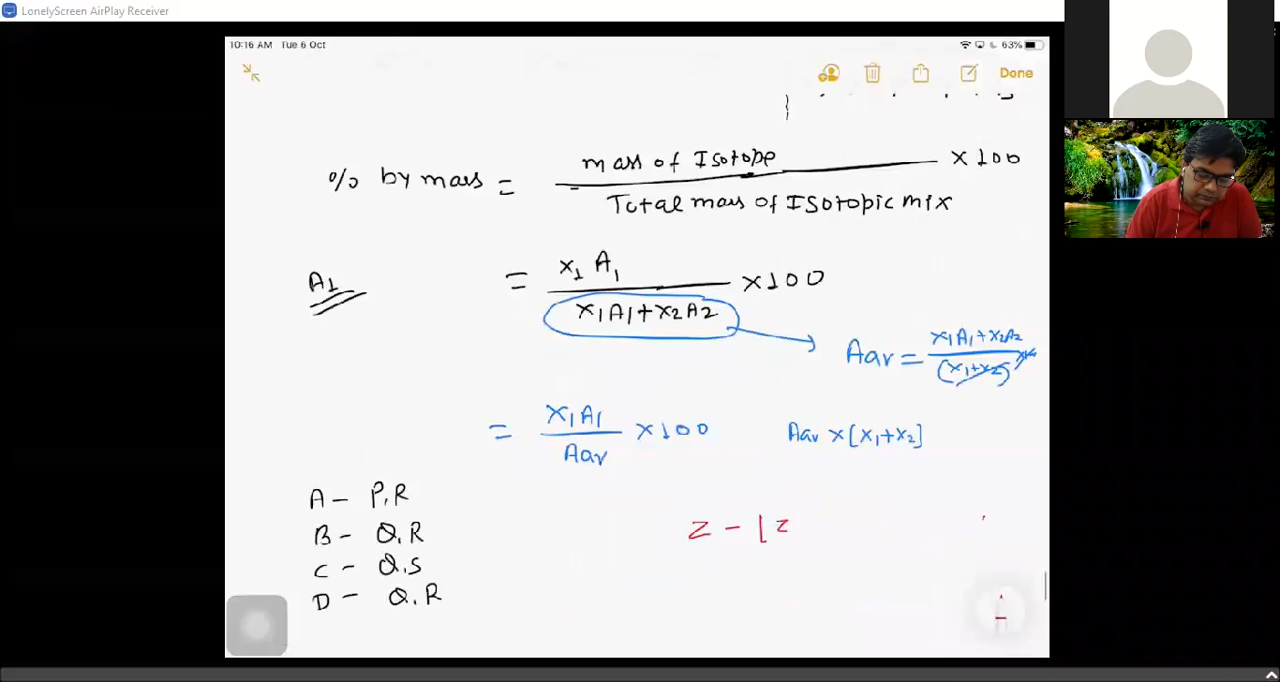 LonelyScreen AirPlay Receiver
10:16 AM Tue 6 Oct 63%
Done
% by mass = mass of Isotope / Total mass of ISotopic mix × 100
A1 = x1 A1 / x1A1+x2A2 × 100
Aav = x1A1+x2A2 / (x1+x2)
= x1A1 / Aav × 100 Aav × [x1+x2]
A - P,R
B - Q,R
C - Q,S
D - Q,R